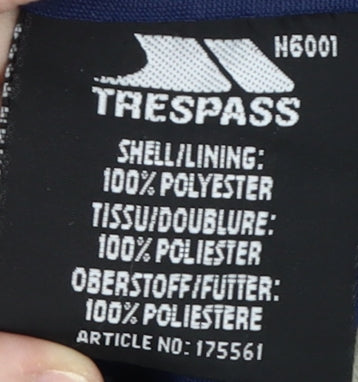 N6001
TRESPASS
SHELL/LINING:
100% POLYESTER
TISSU/DOUBLURE:
100% POLIESTER
OBERSTOFF/FUTTER:
100% POLIESTERE
ARTICLE NO: 175561